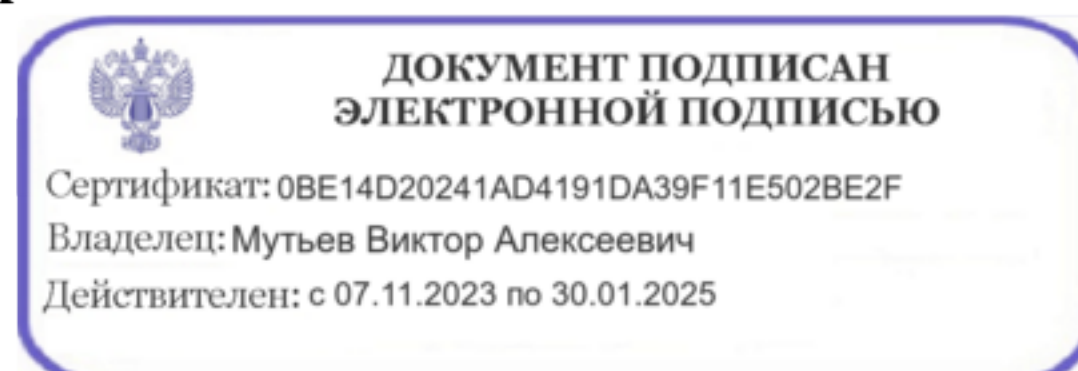 ДОКУМЕНТ ПОДПИСАН
ЭЛЕКТРОННОЙ ПОДПИСЬЮ
Сертификат: 0BE14D20241AD4191DA39F11E502BE2F
Владелец: Мутьев Виктор Алексеевич
Действителен: с 07.11.2023 по 30.01.2025